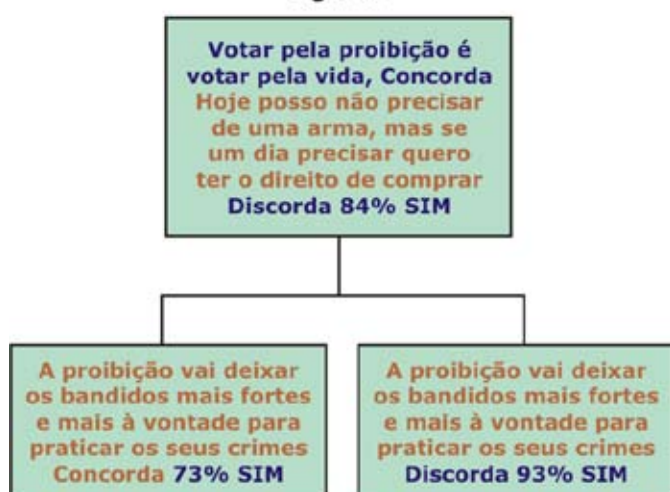 Votar pela proibição é
votar pela vida, Concorda
Hoje posso não precisar
de uma arma, mas se
um dia precisar quero
ter o direito de comprar
Discorda 84% SIM
A proibição vai deixar
os bandidos mais fortes
e mais à vontade para
praticar os seus crimes
Concorda 73% SIM
A proibição vai deixar
os bandidos mais fortes
e mais à vontade para
praticar os seus crimes
Discorda 93% SIM